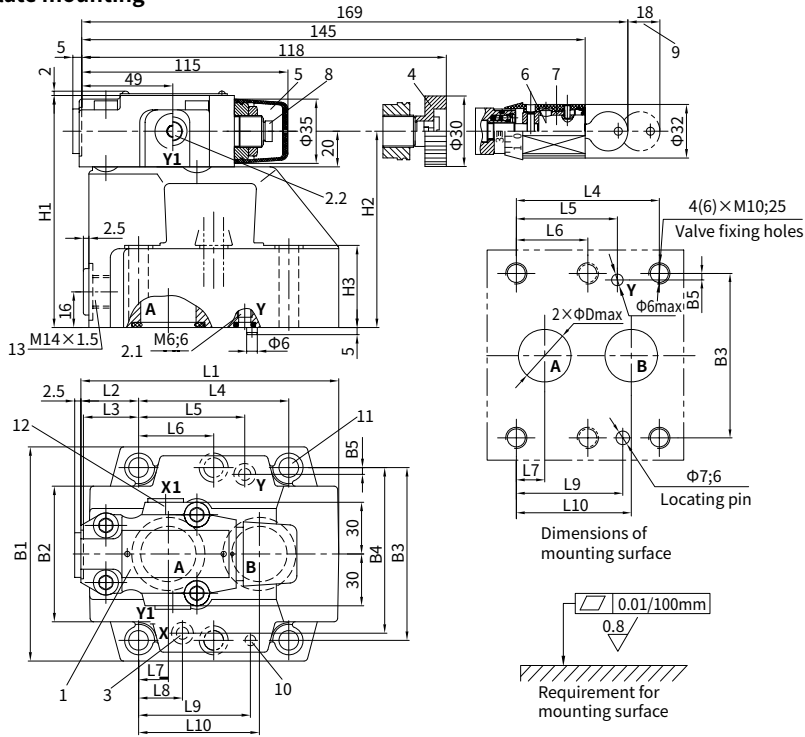 169
145
118
18
9
5
115
49
2
5
8
4
6
7
Φ35
20
Φ30
Φ32
3
1
0
Y1
2.2
H1
H2
H3
2.5
16
A
Y
M14×1.5
M6;6
Φ6
5
13
2.1
L4
L5
L6
4(6)×M10;25
Valve fixing holes
Y
Φ6max
B5
2×ΦDmax
A
B
B3
L7
L9
L10
Φ7;6
Locating pin
Dimensions of
mounting surface
L1
2.5
L2
L4
L3
L5
L6
12
11
B5
X1
Y
B1
B2
A
B
30
30
B4
B3
Y1
X
L7
L8
L9
L10
1
3
10
0.01/100mm
0.8
Requirement for
mounting surface